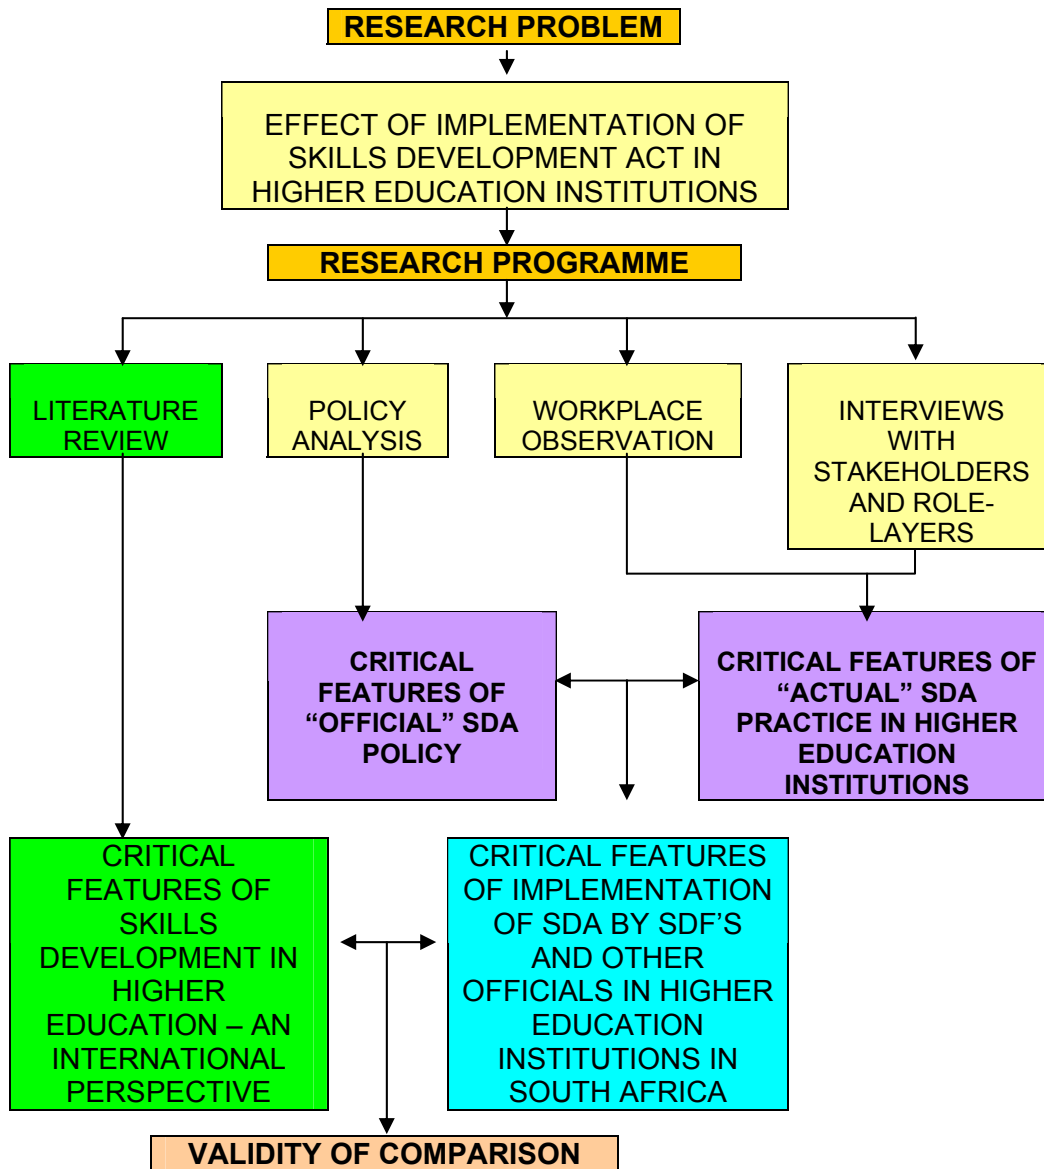 RESEARCH PROBLEM
EFFECT OF IMPLEMENTATION OF
SKILLS DEVELOPMENT ACT IN
HIGHER EDUCATION INSTITUTIONS
RESEARCH PROGRAMME
LITERATURE
REVIEW
POLICY
ANALYSIS
WORKPLACE
OBSERVATION
INTERVIEWS
WITH
STAKEHOLDERS
AND ROLE-
LAYERS
CRITICAL
FEATURES OF
“OFFICIAL” SDA
POLICY
CRITICAL FEATURES OF
“ACTUAL” SDA
PRACTICE IN HIGHER
EDUCATION
INSTITUTIONS
CRITICAL
FEATURES OF
SKILLS
DEVELOPMENT IN
HIGHER
EDUCATION – AN
INTERNATIONAL
PERSPECTIVE
CRITICAL FEATURES
OF IMPLEMENTATION
OF SDA BY SDF'S
AND OTHER
OFFICIALS IN HIGHER
EDUCATION
INSTITUTIONS IN
SOUTH AFRICA
VALIDITY OF COMPARISON